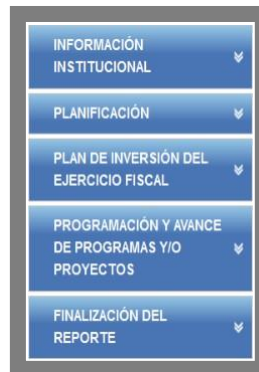 INFORMACIÓN
INSTITUCIONAL
PLANIFICACIÓN
PLAN DE INVERSIÓN DEL
EJERCICIO FISCAL
PROGRAMACIÓN Y AVANCE
DE PROGRAMAS Y/O
PROYECTOS
FINALIZACIÓN DEL
REPORTE